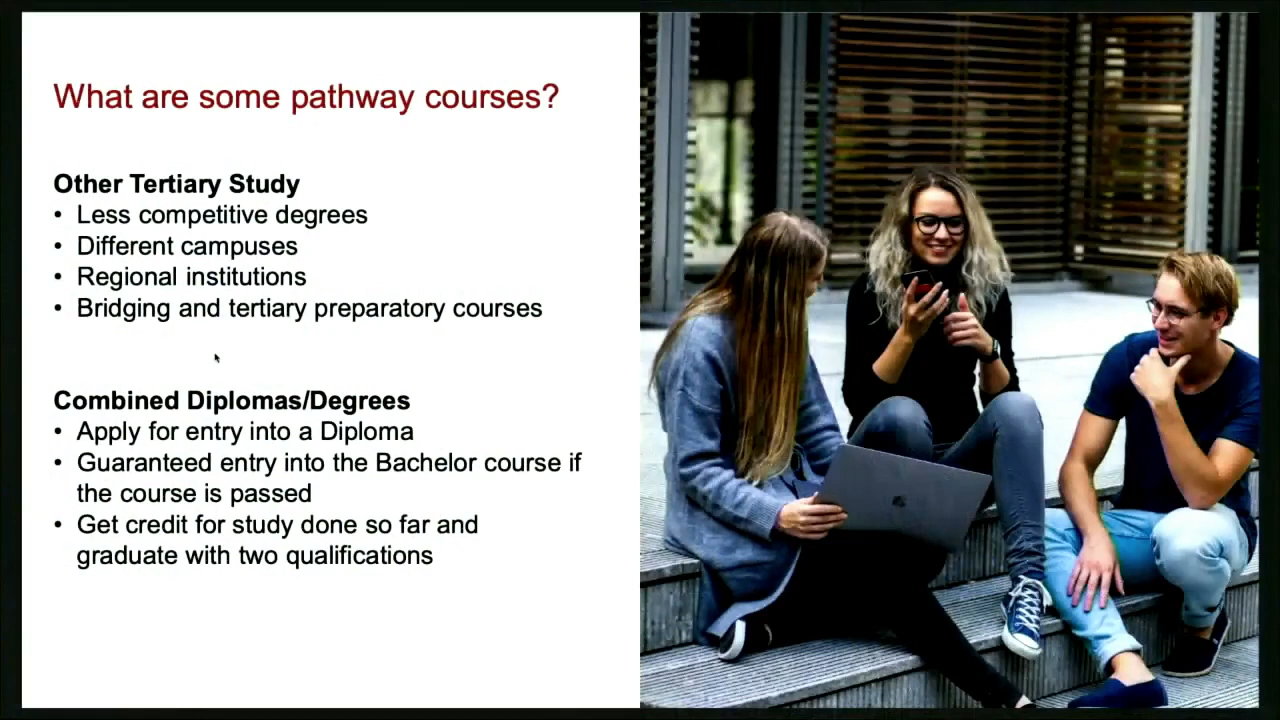 What are some pathway courses?
Other Tertiary Study
• Less competitive degrees
• Different campuses
• Regional institutions
• Bridging and tertiary preparatory courses
Combined Diplomas/Degrees
• Apply for entry into a Diploma
• Guaranteed entry into the Bachelor course if
the course is passed
• Get credit for study done so far and
graduate with two qualifications